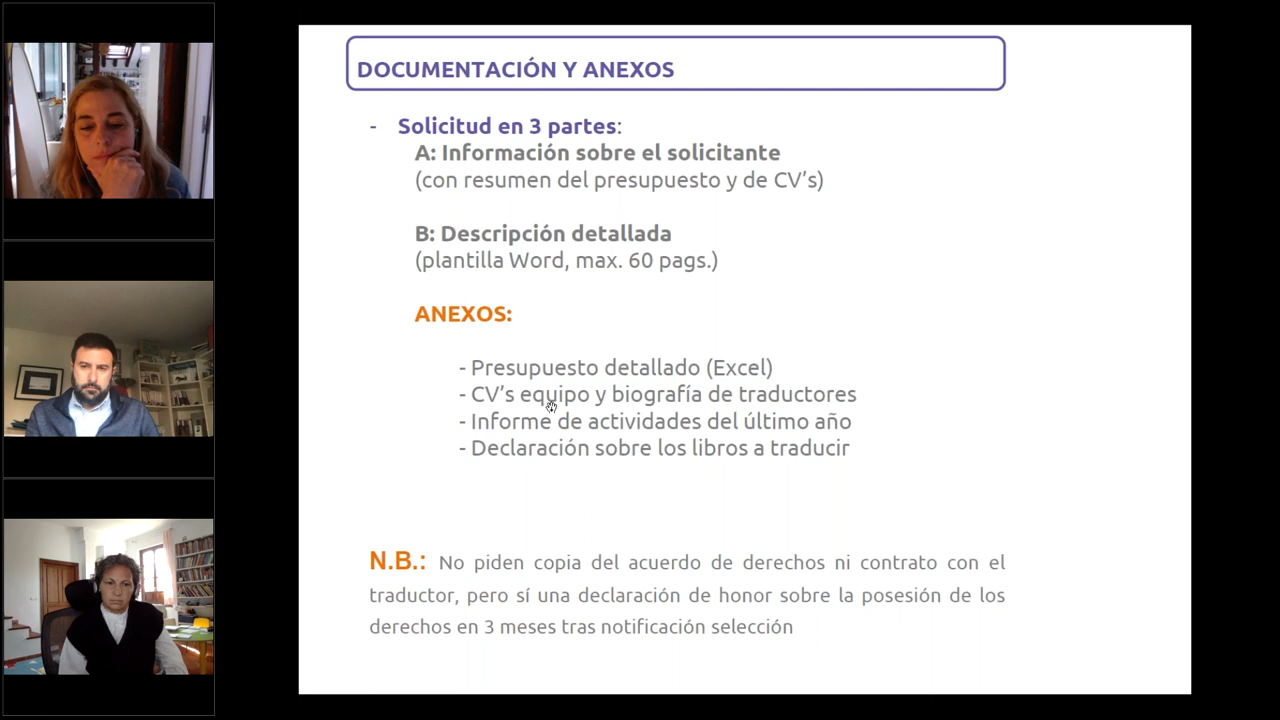 DOCUMENTACIÓN Y ANEXOS
- Solicitud en 3 partes:
A: Información sobre el solicitante
(con resumen del presupuesto y de CV’s)
B: Descripción detallada
(plantilla Word, max. 60 pags.)
ANEXOS:
- Presupuesto detallado (Excel)
- CV’s equipo y biografía de traductores
- Informe de actividades del último año
- Declaración sobre los libros a traducir
N.B.: No piden copia del acuerdo de derechos ni contrato con el
traductor, pero sí una declaración de honor sobre la posesión de los
derechos en 3 meses tras notificación selección